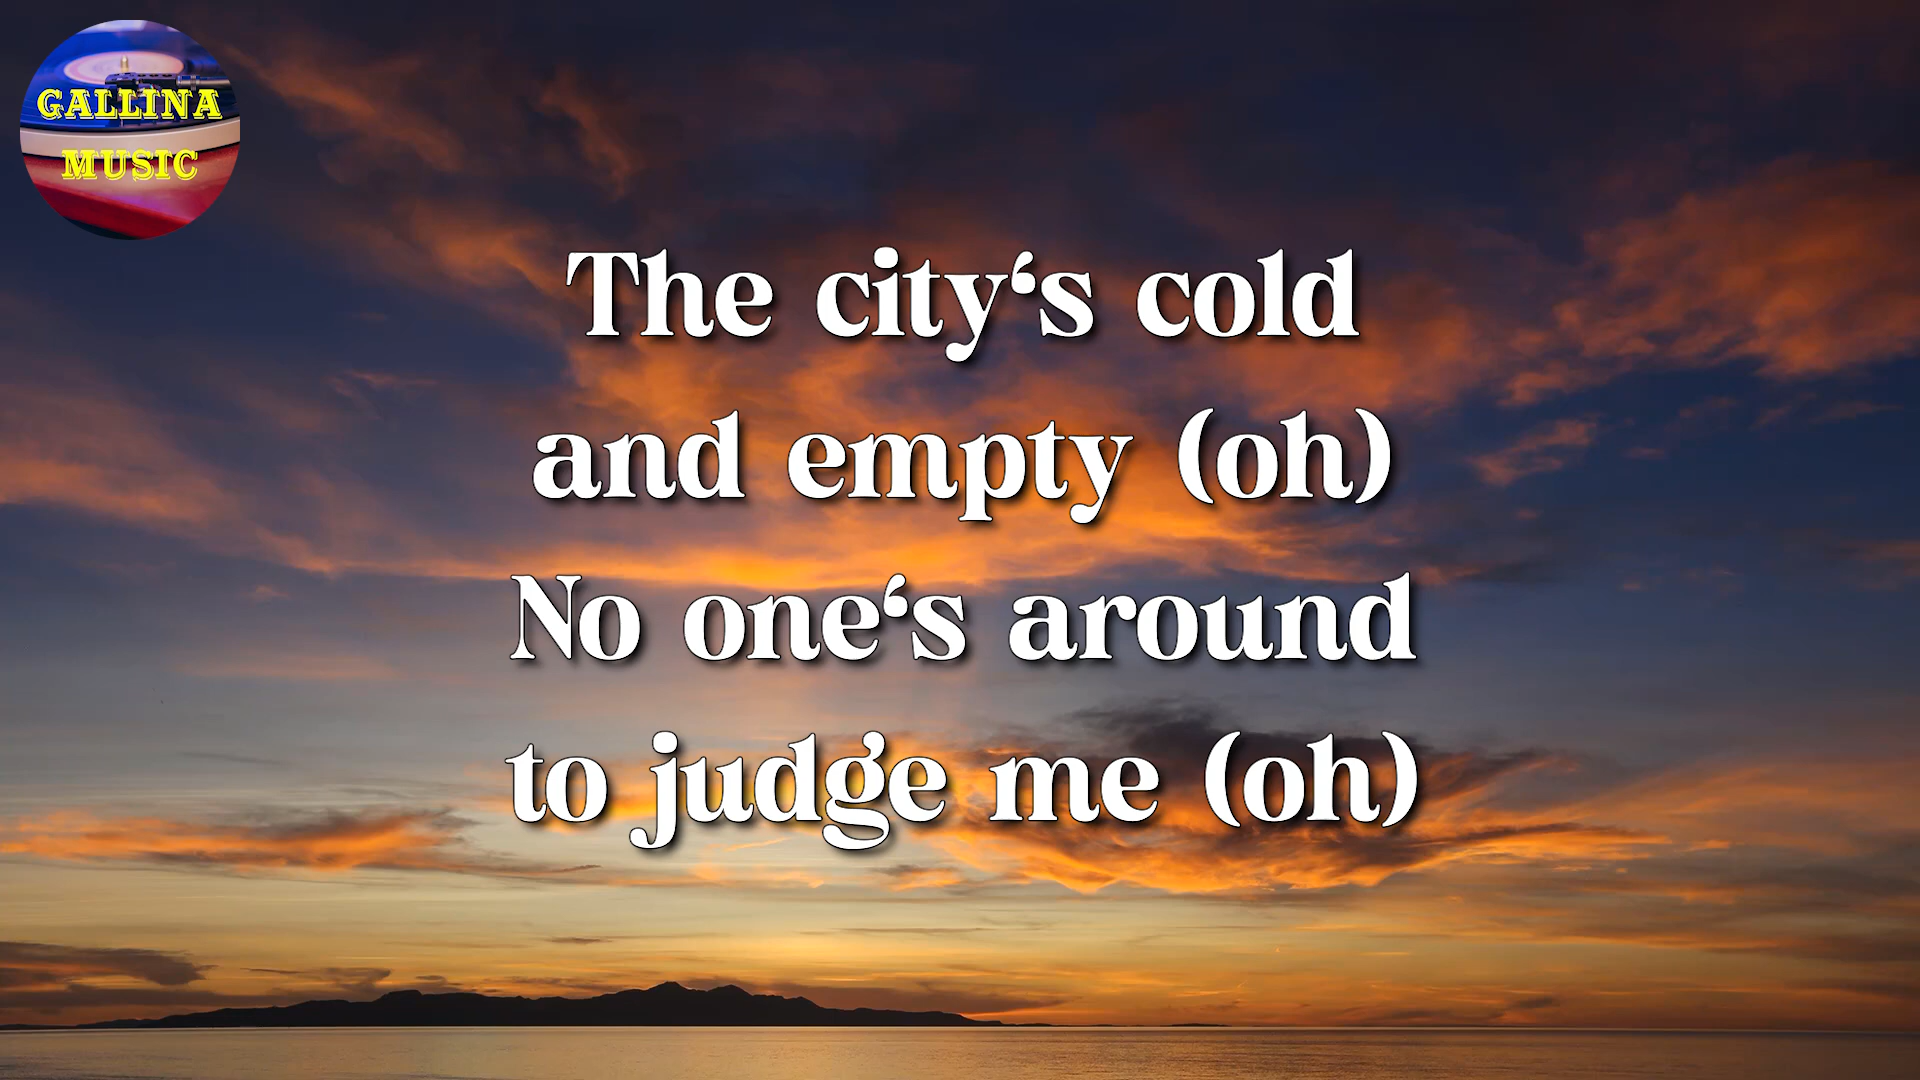 GALLINA
MUSIC
The city‘s cold
and empty (oh)
No one‘s around
to judge me (oh)